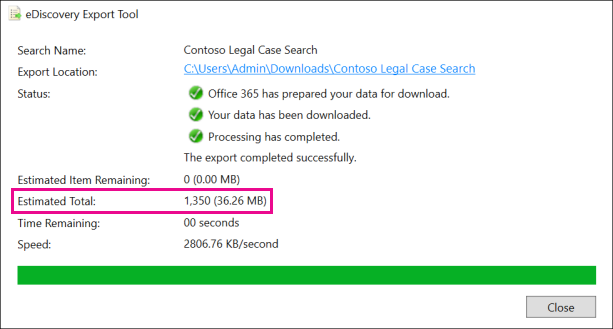 eDiscovery Export Tool
Search Name: Contoso Legal Case Search
Export Location: C:\Users\Admin\Downloads\Contoso Legal Case Search
Status: Office 365 has prepared your data for download.
Your data has been downloaded.
Processing has completed.
The export completed successfully.
Estimated Item Remaining: 0 (0.00 MB)
Estimated Total: 1,350 (36.26 MB)
Time Remaining: 00 seconds
Speed: 2806.76 KB/second
Close